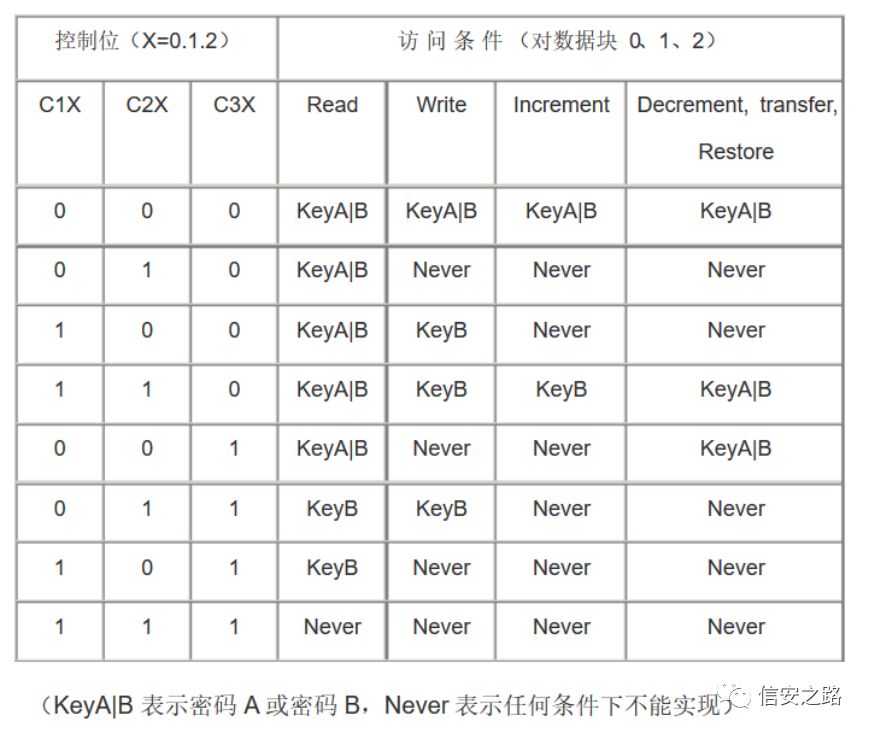 控制位（X=0.1.2） 访 问 条 件 （对数据块 0、1、2）
C1X C2X C3X Read Write Increment Decrement, transfer,
Restore
0 0 0 KeyA|B KeyA|B KeyA|B KeyA|B
0 1 0 KeyA|B Never Never Never
1 0 0 KeyA|B KeyB Never Never
1 1 0 KeyA|B KeyB KeyB KeyA|B
0 0 1 KeyA|B Never Never KeyA|B
0 1 1 KeyB KeyB Never Never
1 0 1 KeyB Never Never Never
1 1 1 Never Never Never Never
（KeyA|B 表示密码 A 或密码 B，Never 表示任何条件下不能实现）
信安之路